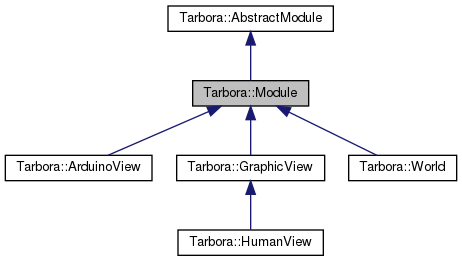 Tarbora::AbstractModule
Tarbora::Module
Tarbora::ArduinoView
Tarbora::GraphicView
Tarbora::World
Tarbora::HumanView